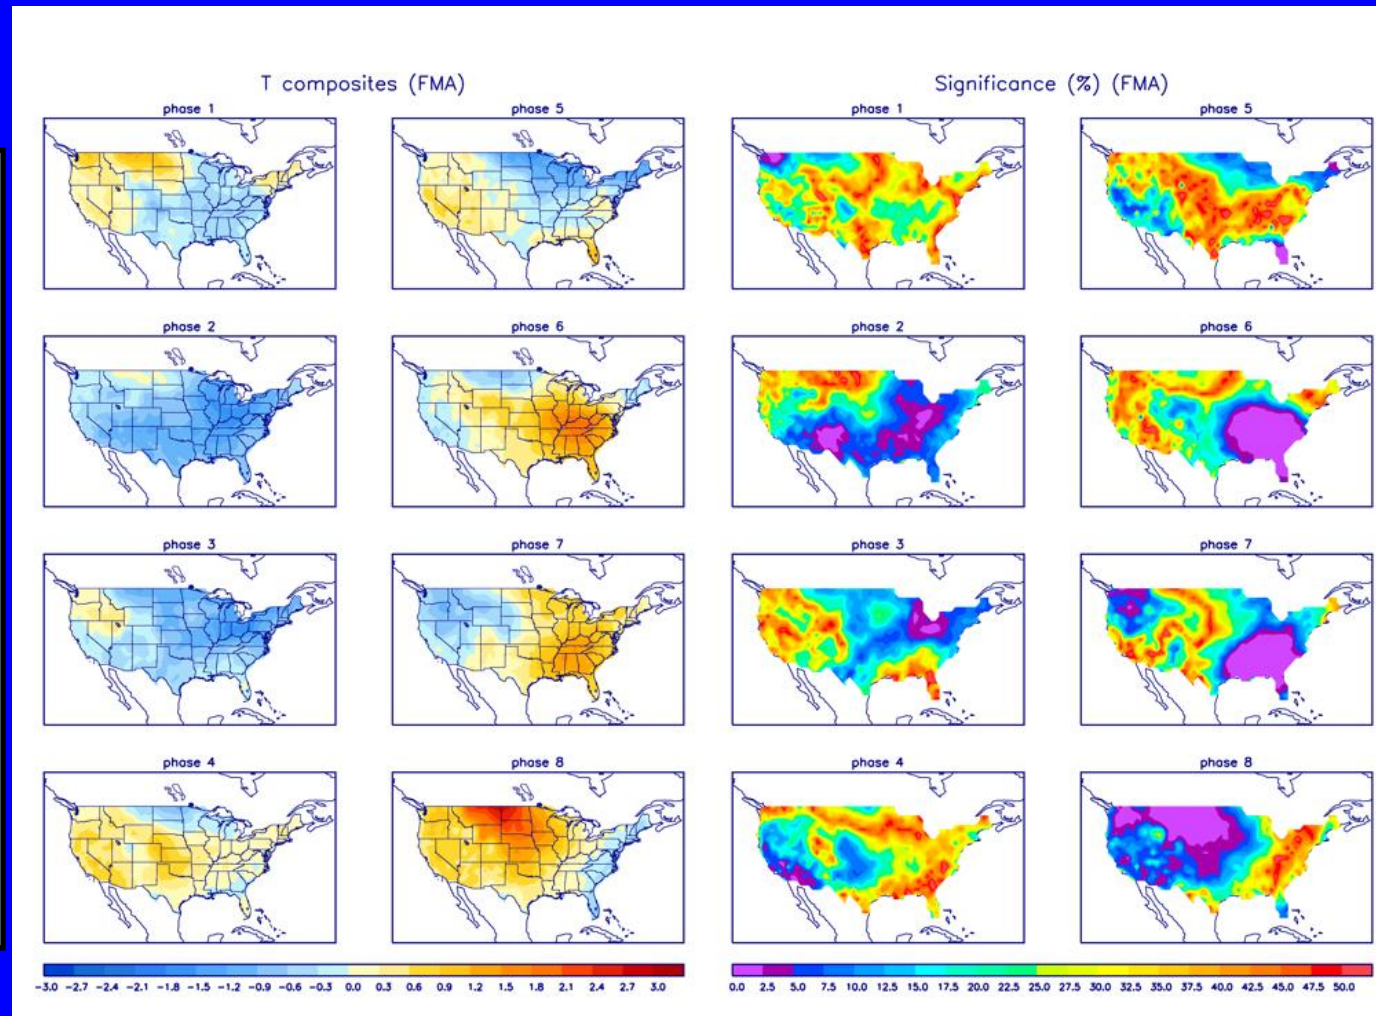 T composites (FMA)
Significance (%) (FMA)
phase 1
phase 5
phase 1
phase 5
phase 2
phase 6
phase 2
phase 6
phase 3
phase 7
phase 3
phase 7
phase 4
phase 8
phase 4
phase 8
-3.0 -2.7 -2.4 -2.1 -1.8 -1.5 -1.2 -0.9 -0.6 -0.3 0.0 0.3 0.6 0.9 1.2 1.5 1.8 2.1 2.4 2.7 3.0
0.0 2.5 5.0 7.5 10.0 12.5 15.0 17.5 20.0 22.5 25.0 27.5 30.0 32.5 35.0 37.5 40.0 42.5 45.0 47.5 50.0